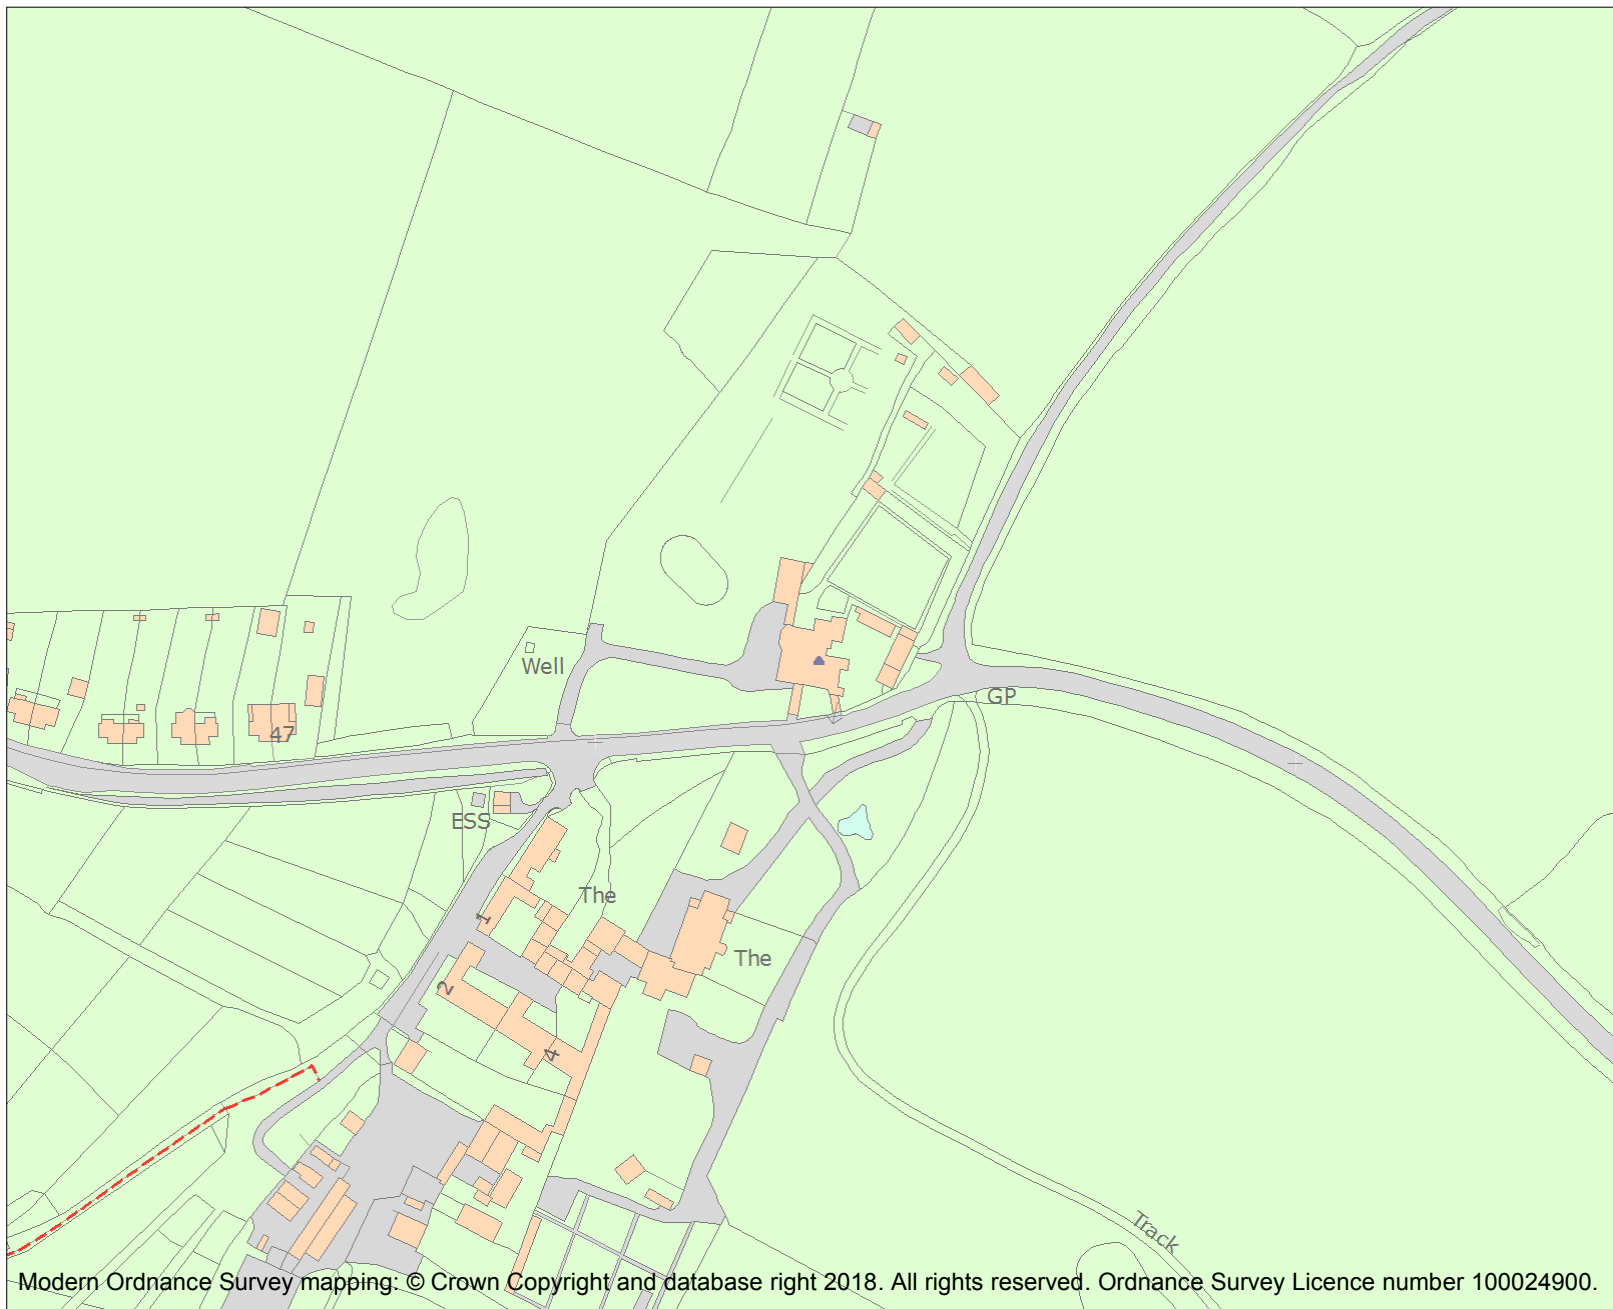 Well
GP
47
ESS
The
1
The
2
4
Track
Modern Ordnance Survey mapping: © Crown Copyright and database right 2018. All rights reserved. Ordnance Survey Licence number 100024900.